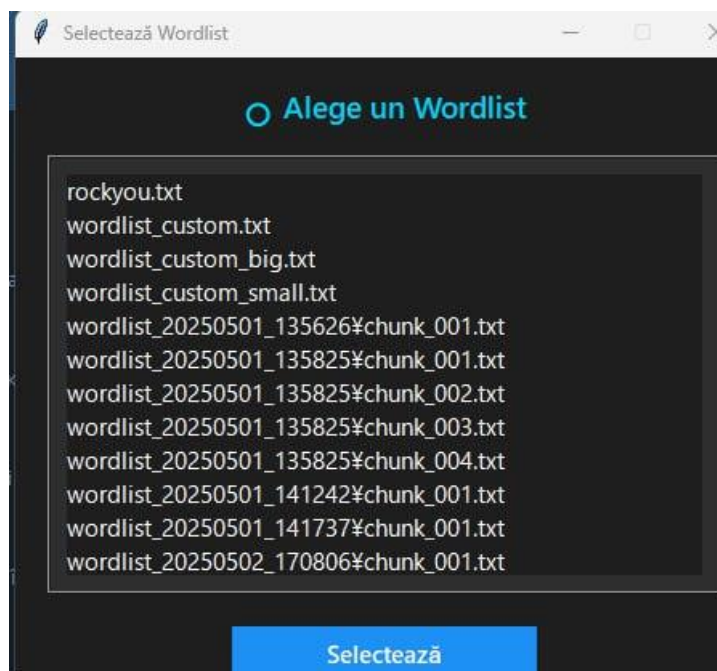 Selectează Wordlist
Alege un Wordlist
rockyou.txt
wordlist_custom.txt
wordlist_custom_big.txt
wordlist_custom_small.txt
wordlist_20250501_135626¥chunk_001.txt
wordlist_20250501_135825¥chunk_001.txt
wordlist_20250501_135825¥chunk_002.txt
wordlist_20250501_135825¥chunk_003.txt
wordlist_20250501_135825¥chunk_004.txt
wordlist_20250501_141242¥chunk_001.txt
wordlist_20250501_141737¥chunk_001.txt
wordlist_20250502_170806¥chunk_001.txt
Selectează